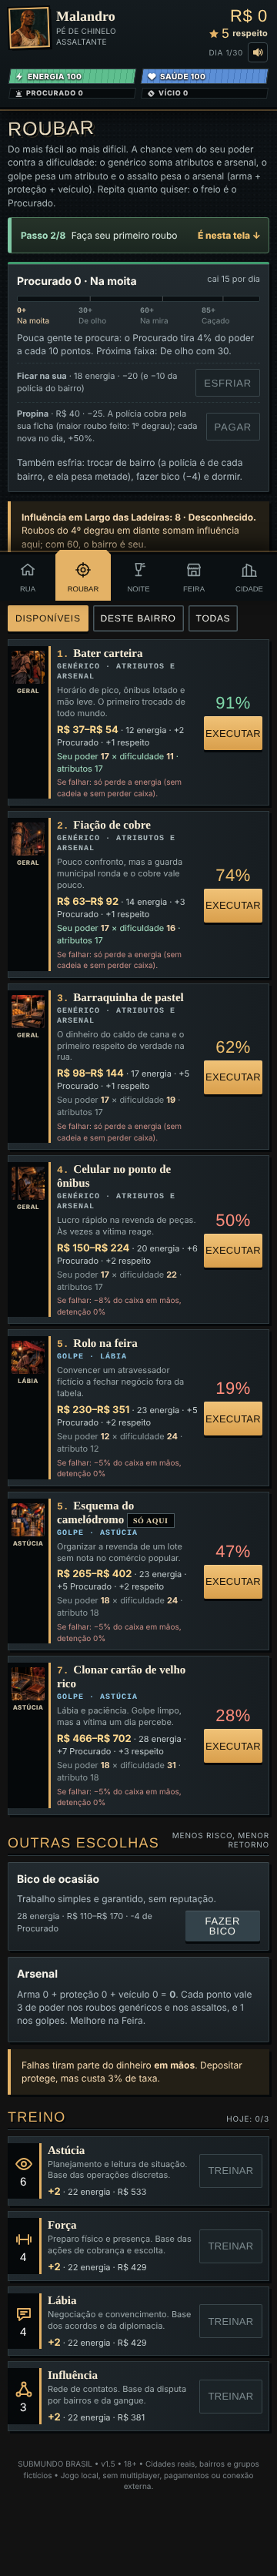 Malandro
PÉ DE CHINELO
ASSALTANTE
R$ 0
5 respeito
DIA 1/30
ENERGIA 100
SAÚDE 100
PROCURADO 0
VÍCIO 0
ROUBAR
Do mais fácil ao mais difícil. A chance vem do seu poder
contra a dificuldade: o genérico soma atributos e arsenal, o
golpe pesa um atributo e o assalto pesa o arsenal (arma +
proteção + veículo). Repita quanto quiser: o freio é o
Procurado.
Passo 2/8 Faça seu primeiro roubo
É nesta tela ↓
Procurado 0 · Na moita
cai 15 por dia
0+
Na moita
30+
De olho
60+
Na mira
85+
Caçado
Pouca gente te procura: o Procurado tira 4% do poder
a cada 10 pontos. Próxima faixa: De olho com 30.
Ficar na sua · 18 energia · −20 (e −10 da
polícia do bairro)
ESFRIAR
Propina · R$ 40 · −25. A polícia cobra pela
sua ficha (maior roubo feito: 1º degrau); cada
nova no dia, +50%.
PAGAR
Também esfria: trocar de bairro (a polícia é de cada
bairro, e ela pesa metade), fazer bico (−4) e dormir.
Influência em Largo das Ladeiras: 8 · Desconhecido.
Roubos do 4º degrau em diante somam influência
aqui; com 60, o bairro é seu.
RUA
ROUBAR
NOITE
FEIRA
CIDADE
DISPONÍVEIS
DESTE BAIRRO
TODAS
GERAL
1. Bater carteira
GENÉRICO · ATRIBUTOS E
ARSENAL
Horário de pico, ônibus lotado e
mão leve. O primeiro trocado de
todo mundo.
R$ 37–R$ 54 · 12 energia · +2
Procurado · +1 respeito
Seu poder 17 × dificuldade 11 ·
atributos 17
Se falhar: só perde a energia (sem
cadeia e sem perder caixa).
91%
EXECUTAR
GERAL
2. Fiação de cobre
GENÉRICO · ATRIBUTOS E
ARSENAL
Pouco confronto, mas a guarda
municipal ronda e o cobre vale
pouco.
R$ 63–R$ 92 · 14 energia · +3
Procurado · +1 respeito
Seu poder 17 × dificuldade 16 ·
atributos 17
Se falhar: só perde a energia (sem
cadeia e sem perder caixa).
74%
EXECUTAR
GERAL
3. Barraquinha de pastel
GENÉRICO · ATRIBUTOS E
ARSENAL
O dinheiro do caldo de cana e o
primeiro respeito de verdade na
rua.
R$ 98–R$ 144 · 17 energia · +5
Procurado · +1 respeito
Seu poder 17 × dificuldade 19 ·
atributos 17
Se falhar: só perde a energia (sem
cadeia e sem perder caixa).
62%
EXECUTAR
GERAL
4. Celular no ponto de
ônibus
GENÉRICO · ATRIBUTOS E
ARSENAL
Lucro rápido na revenda de peças.
Às vezes a vítima reage.
R$ 150–R$ 224 · 20 energia · +6
Procurado · +2 respeito
Seu poder 17 × dificuldade 22 ·
atributos 17
Se falhar: −8% do caixa em mãos,
detenção 0%
50%
EXECUTAR
LÁBIA
5. Rolo na feira
GOLPE · LÁBIA
Convencer um atravessador
fictício a fechar negócio fora da
tabela.
R$ 230–R$ 351 · 23 energia · +5
Procurado · +2 respeito
Seu poder 12 × dificuldade 24 ·
atributo 12
Se falhar: −5% do caixa em mãos,
detenção 0%
19%
EXECUTAR
ASTÚCIA
5. Esquema do
camelódromo SÓ AQUI
GOLPE · ASTÚCIA
Organizar a revenda de um lote
sem nota no comércio popular.
R$ 265–R$ 402 · 23 energia ·
+5 Procurado · +2 respeito
Seu poder 18 × dificuldade 24 ·
atributo 18
Se falhar: −5% do caixa em mãos,
detenção 0%
47%
EXECUTAR
ASTÚCIA
7. Clonar cartão de velho
rico
GOLPE · ASTÚCIA
Lábia e paciência. Golpe limpo,
mas a vítima um dia percebe.
R$ 466–R$ 702 · 28 energia ·
+7 Procurado · +3 respeito
Seu poder 18 × dificuldade 31 ·
atributo 18
Se falhar: −5% do caixa em mãos,
detenção 0%
28%
EXECUTAR
OUTRAS ESCOLHAS
MENOS RISCO, MENOR
RETORNO
Bico de ocasião
Trabalho simples e garantido, sem reputação.
28 energia · R$ 110–R$ 170 · -4 de
Procurado
FAZER
BICO
Arsenal
Arma 0 + proteção 0 + veículo 0 = 0. Cada ponto vale
3 de poder nos roubos genéricos e nos assaltos, e 1
nos golpes. Melhore na Feira.
Falhas tiram parte do dinheiro em mãos. Depositar
protege, mas custa 3% de taxa.
TREINO
HOJE: 0/3
6
Astúcia
Planejamento e leitura de situação.
Base das operações discretas.
+2 · 22 energia · R$ 533
TREINAR
4
Força
Preparo físico e presença. Base das
ações de cobrança e escolta.
+2 · 22 energia · R$ 429
TREINAR
4
Lábia
Negociação e convencimento. Base
dos acordos e da diplomacia.
+2 · 22 energia · R$ 429
TREINAR
3
Influência
Rede de contatos. Base da disputa
por bairros e da gangue.
+2 · 22 energia · R$ 381
TREINAR
SUBMUNDO BRASIL • v1.5 • 18+ • Cidades reais, bairros e grupos
fictícios • Jogo local, sem multiplayer, pagamentos ou conexão
externa.